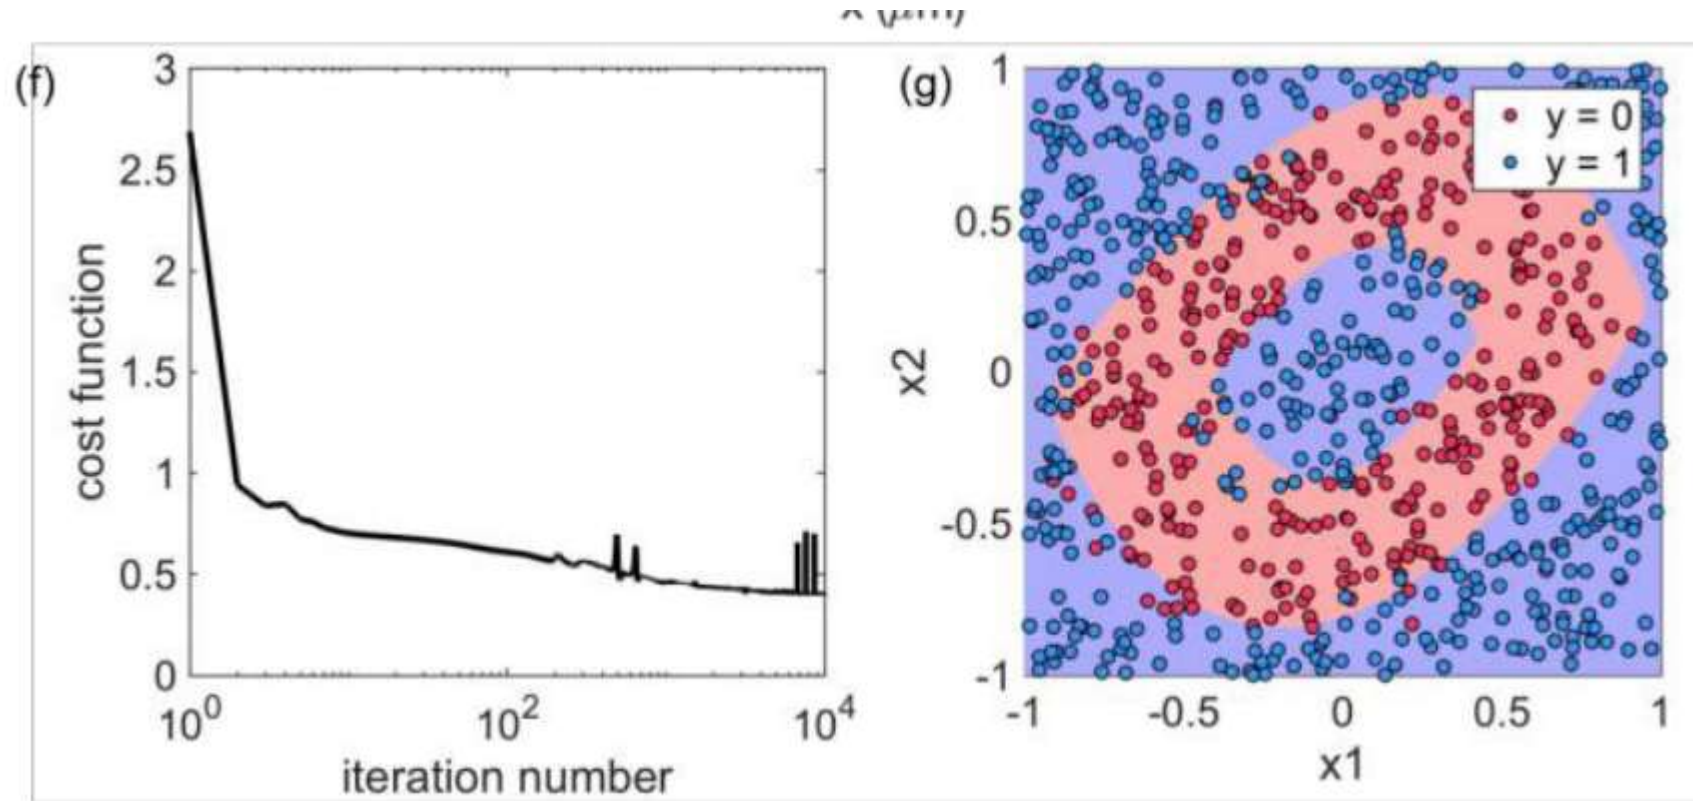 x (μm)
(f)
3
2.5
2
1.5
1
0.5
0
10^0
10^2
10^4
cost function
iteration number
(g)
1
0.5
0
-0.5
-1
-1
-0.5
0
0.5
1
x2
x1
y = 0
y = 1